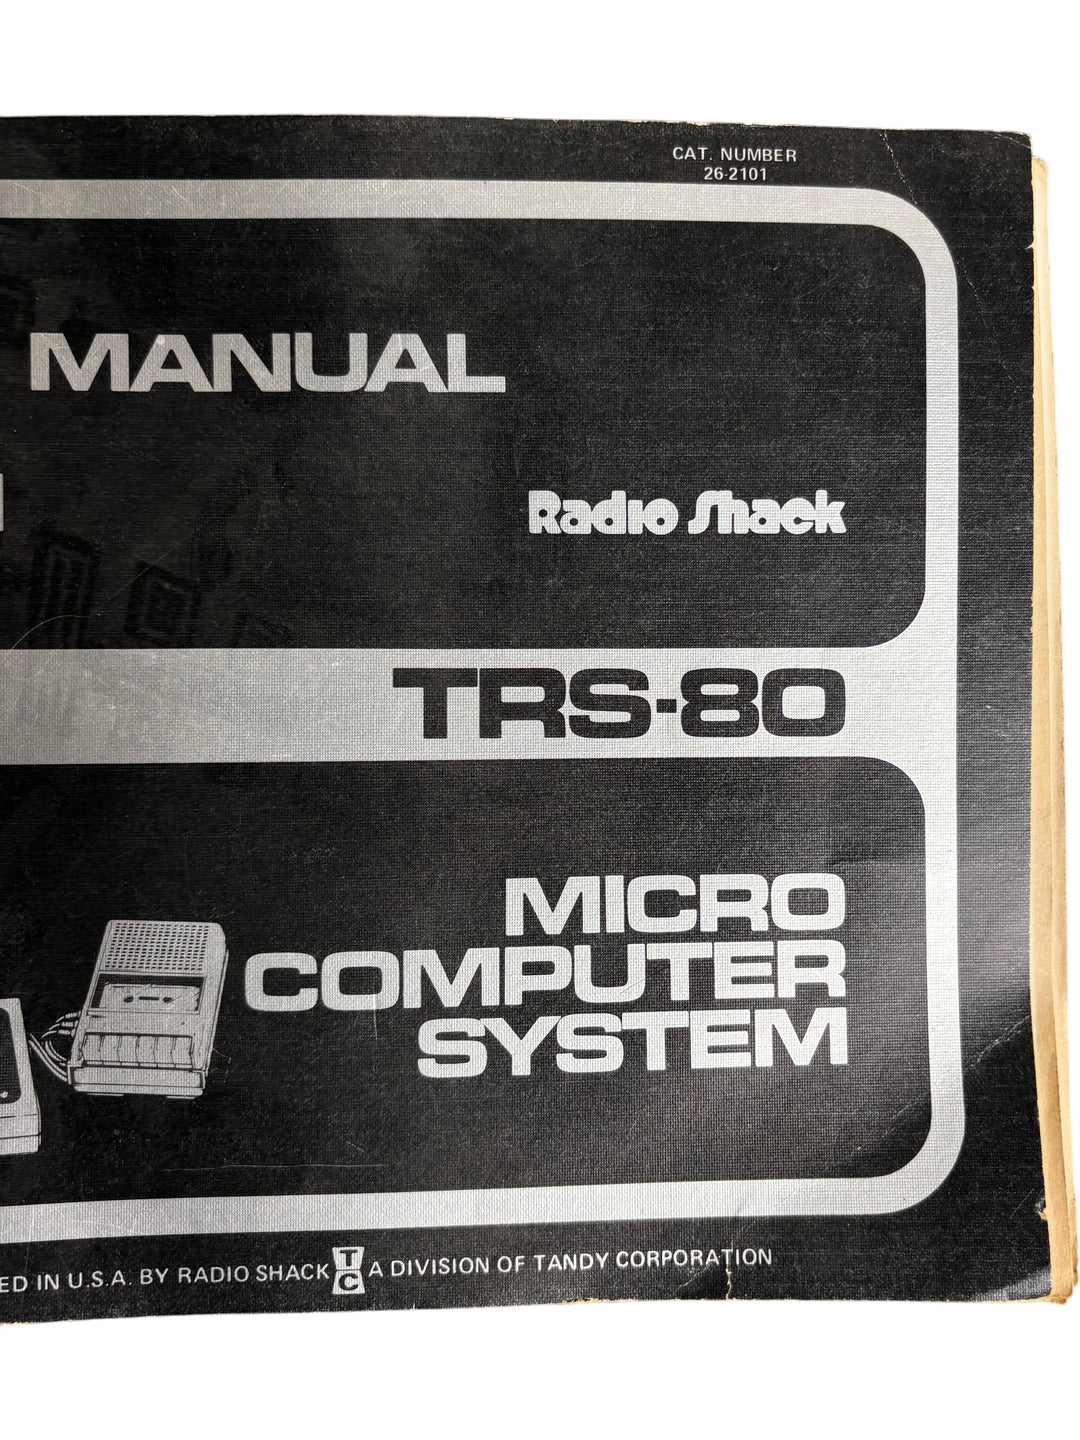 CAT. NUMBER
26-2101
MANUAL
Radio Shack
TRS-80
MICRO
COMPUTER
SYSTEM
ED IN U.S.A. BY RADIO SHACK TC A DIVISION OF TANDY CORPORATION